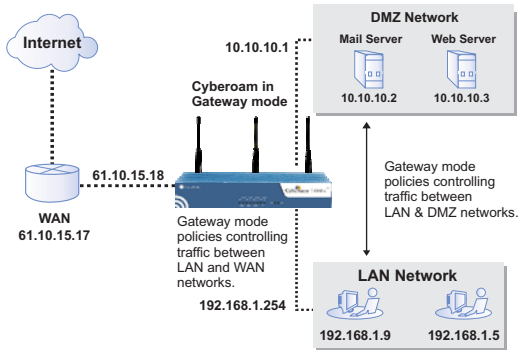 DMZ Network
Mail Server
Web Server
10.10.10.2
10.10.10.3
Internet
10.10.10.1
Cyberoam in
Gateway mode
61.10.15.18
WAN
61.10.15.17
Gateway mode
policies controlling
traffic between
LAN and WAN
networks.
Gateway mode
policies controlling
traffic between
LAN & DMZ networks.
192.168.1.254
LAN Network
192.168.1.9
192.168.1.5